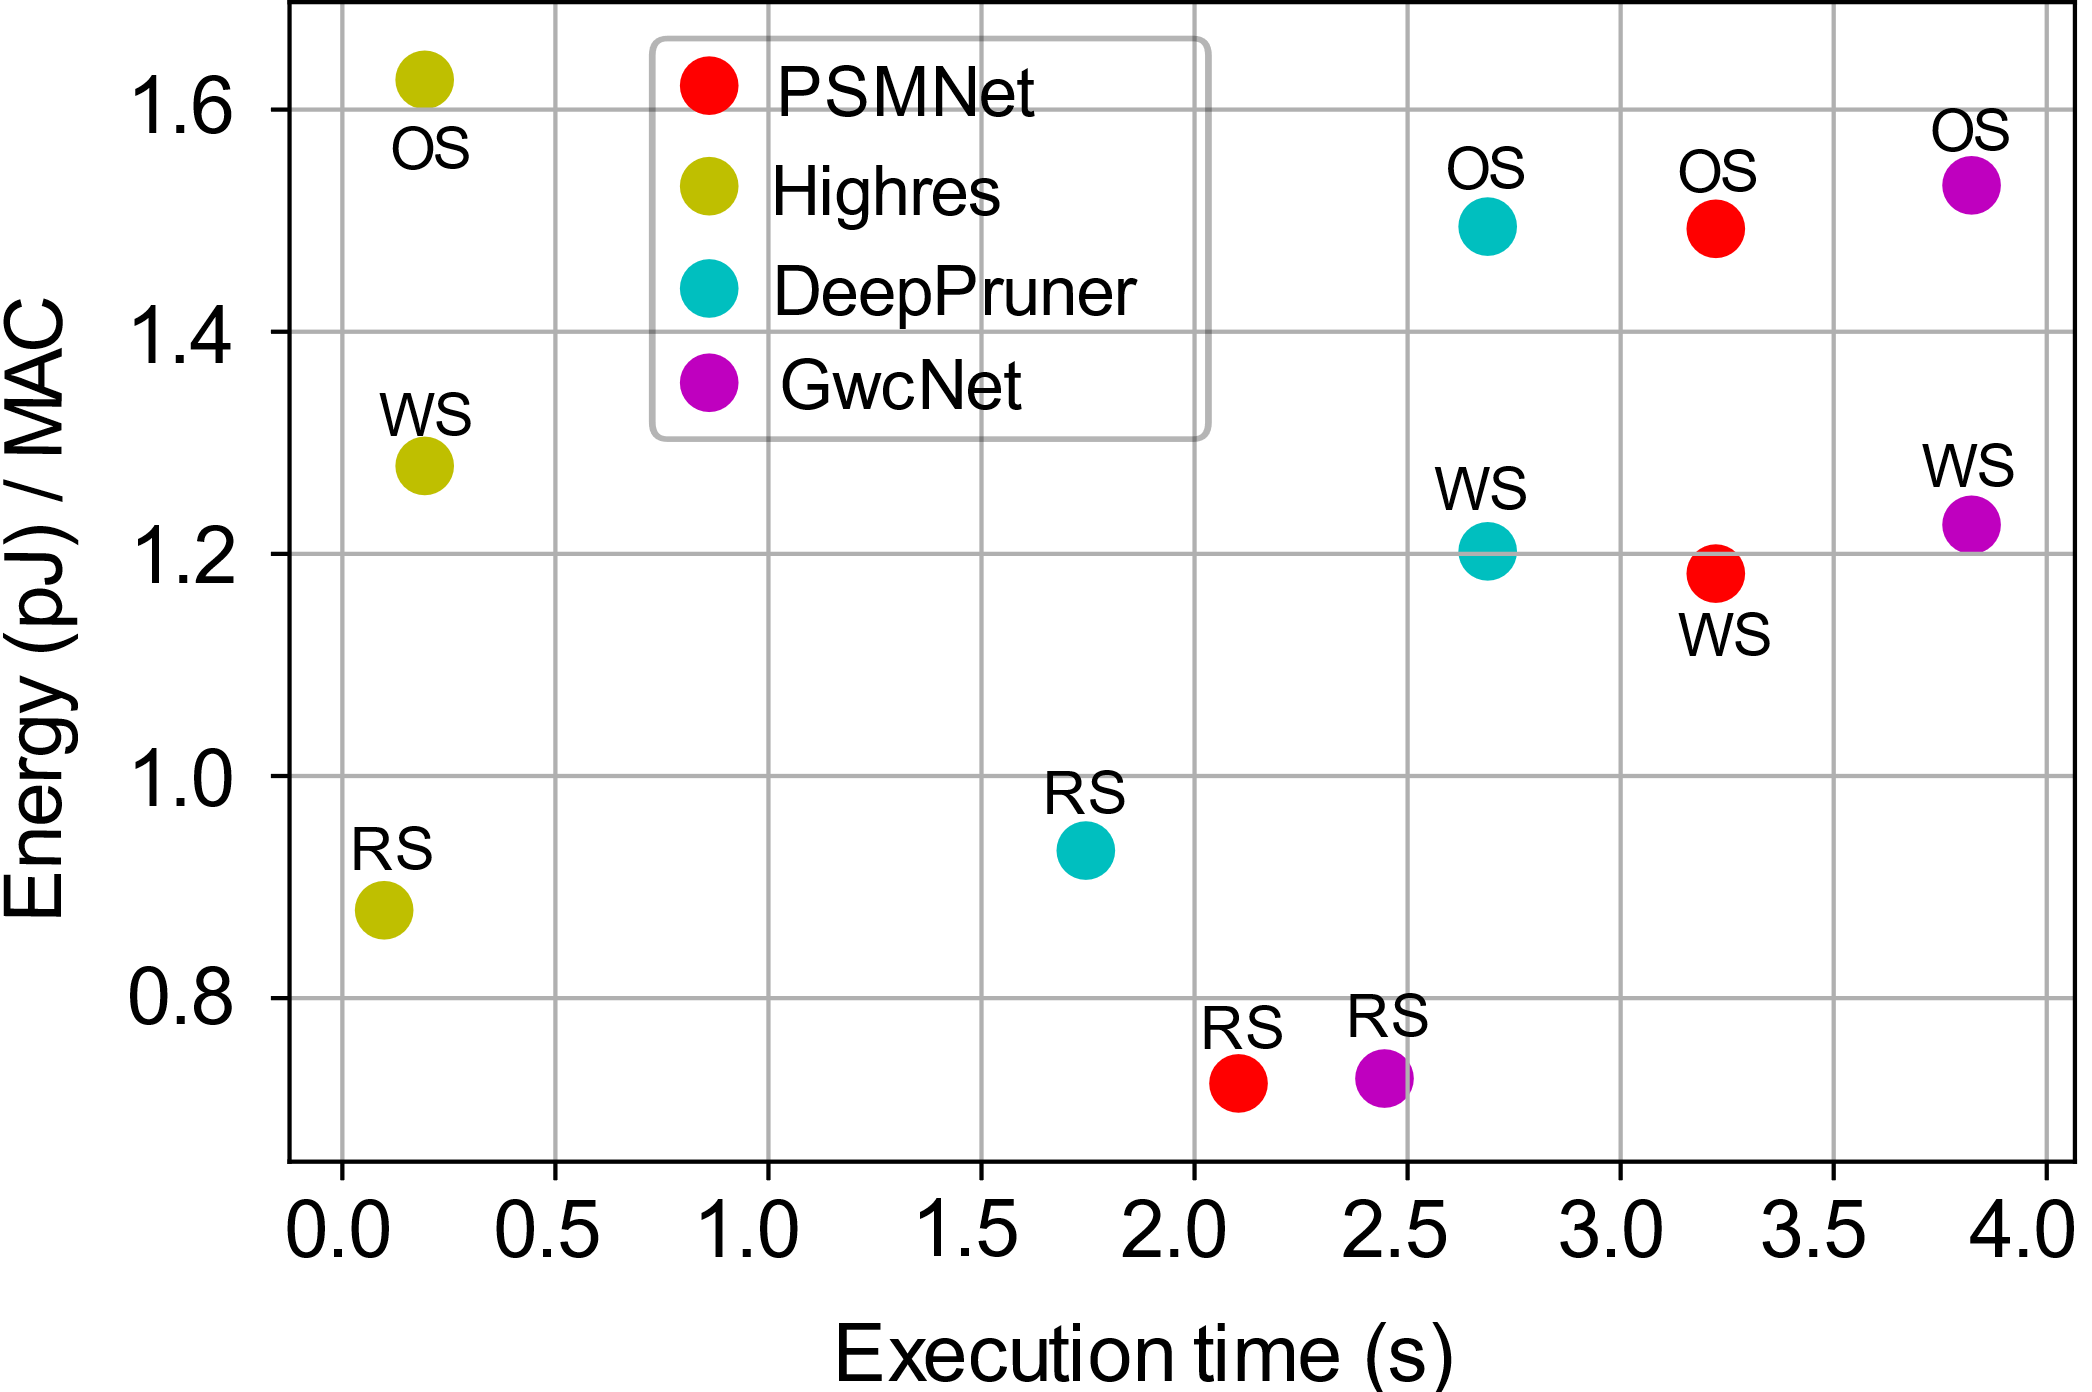 PSMNet
Highres
DeepPruner
GwcNet
OS
OS
OS
OS
WS
WS
WS
WS
RS
RS
RS
RS
1.6
1.4
1.2
1.0
0.8
Energy (pJ) / MAC
0.0 0.5 1.0 1.5 2.0 2.5 3.0 3.5 4.0
Execution time (s)